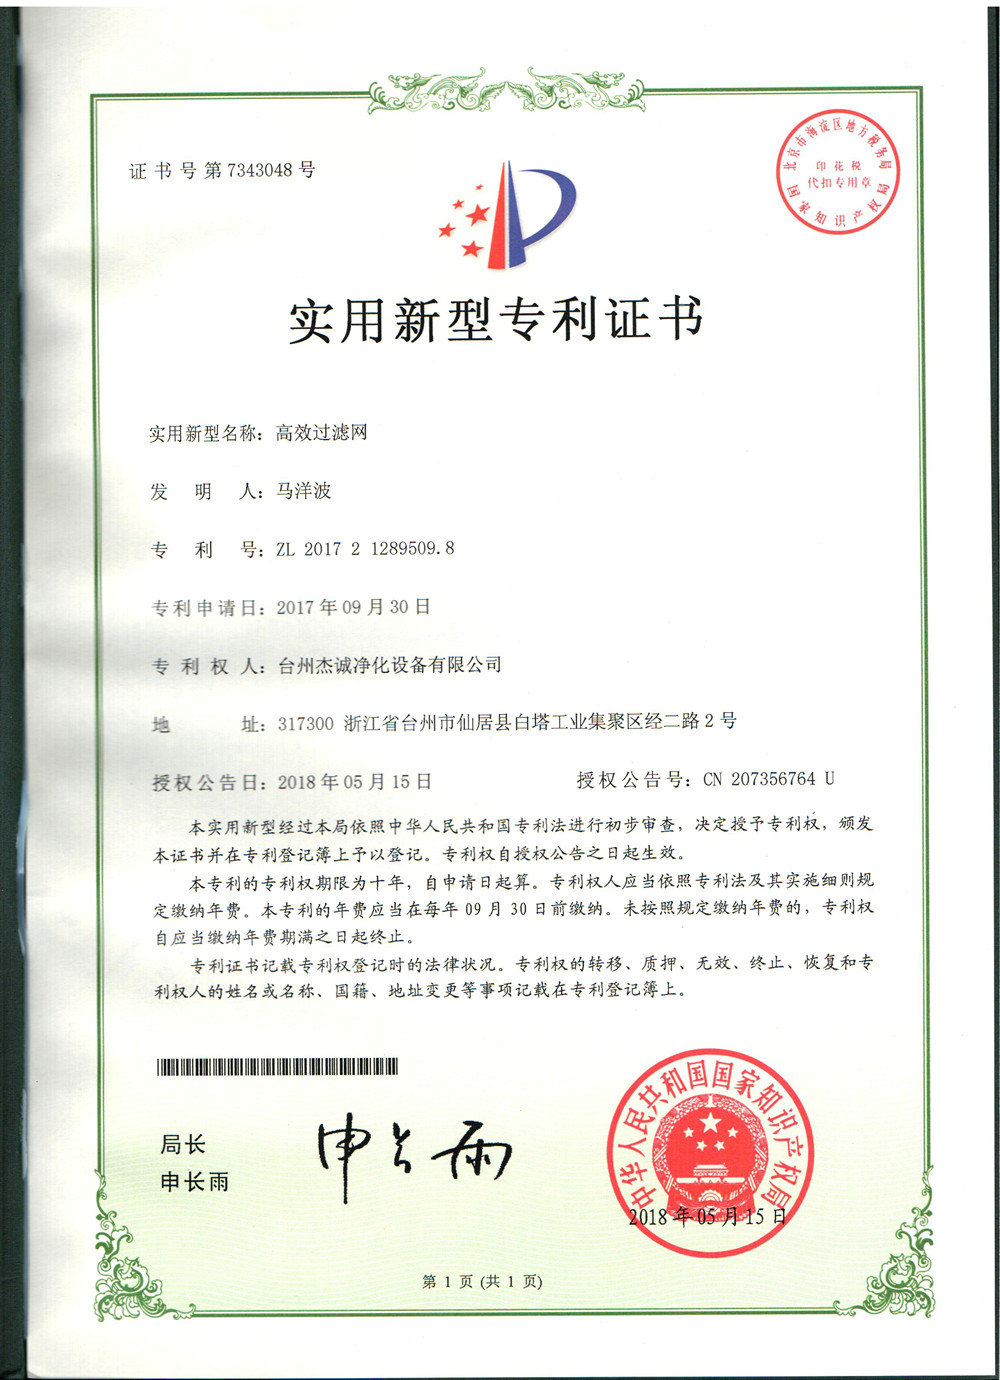 证书号第7343048号
北京市海淀区地方税务局
印花税
代扣专用章
国家知识产权局
实用新型专利证书
实用新型名称：高效过滤网
发明人：马洋波
专利号：ZL 2017 2 1289509.8
专利申请日：2017年09月30日
专利权人：台州杰诚净化设备有限公司
地址：317300 浙江省台州市仙居县白塔工业集聚区经二路2号
授权公告日：2018年05月15日 授权公告号：CN 207356764 U
本实用新型经过本局依照中华人民共和国专利法进行初步审查，决定授予专利权，颁发
本证书并在专利登记簿上予以登记。专利权自授权公告之日起生效。
本专利的专利权期限为十年，自申请日起算。专利权人应当依照专利法及其实施细则规
定缴纳年费。本专利的年费应当在每年09月30日前缴纳。未按照规定缴纳年费的，专利权
自应当缴纳年费期满之日起终止。
专利证书记载专利权登记时的法律状况。专利权的转移、质押、无效、终止、恢复和专
利权人的姓名或名称、国籍、地址变更等事项记载在专利登记簿上。
局长
申长雨
申长雨
中华人民共和国国家知识产权局
2018年05月15日
第 1 页 (共 1 页)